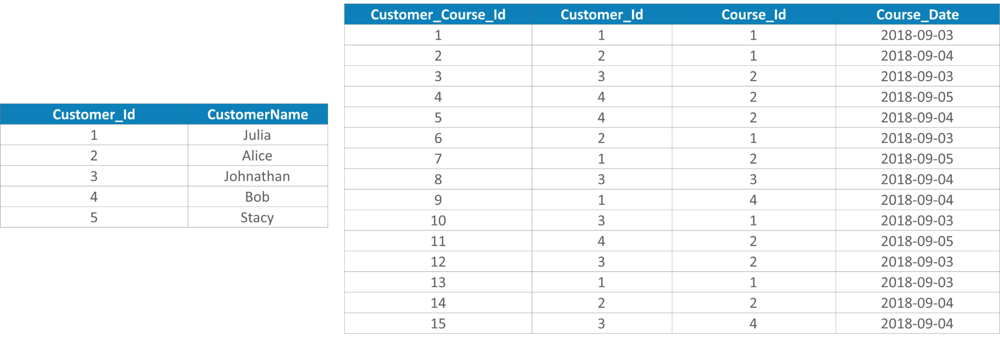 Customer_Id CustomerName
1 Julia
2 Alice
3 Johnathan
4 Bob
5 Stacy
Customer_Course_Id Customer_Id Course_Id Course_Date
1 1 1 2018-09-03
2 2 1 2018-09-04
3 3 2 2018-09-03
4 4 2 2018-09-05
5 4 2 2018-09-04
6 2 1 2018-09-03
7 1 2 2018-09-05
8 3 3 2018-09-04
9 1 4 2018-09-04
10 3 1 2018-09-03
11 4 2 2018-09-05
12 3 2 2018-09-03
13 1 1 2018-09-03
14 2 2 2018-09-04
15 3 4 2018-09-04